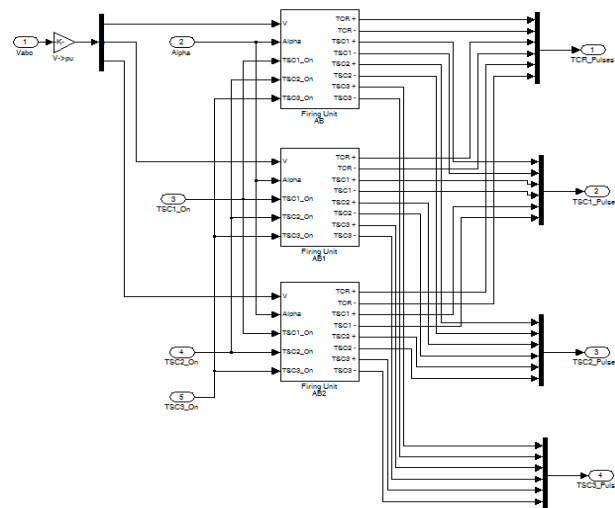 1
Vabc
K-
V->pu
2
Alpha
3
TSC1_On
4
TSC2_On
5
TSC3_On
V
Alpha
TSC1_On
TSC2_On
TSC3_On
TCR +
TCR -
TSC1 +
TSC1 -
TSC2 +
TSC2 -
TSC3 +
TSC3 -
Firing Unit
AB
V
Alpha
TSC1_On
TSC2_On
TSC3_On
TCR +
TCR -
TSC1 +
TSC1 -
TSC2 +
TSC2 -
TSC3 +
TSC3 -
Firing Unit
AB1
V
Alpha
TSC1_On
TSC2_On
TSC3_On
TCR +
TCR -
TSC1 +
TSC1 -
TSC2 +
TSC2 -
TSC3 +
TSC3 -
Firing Unit
AB2
1
TCR_Pulses
2
TSC1_Pulse
3
TSC2_Pulse
4
TSC3_Puls